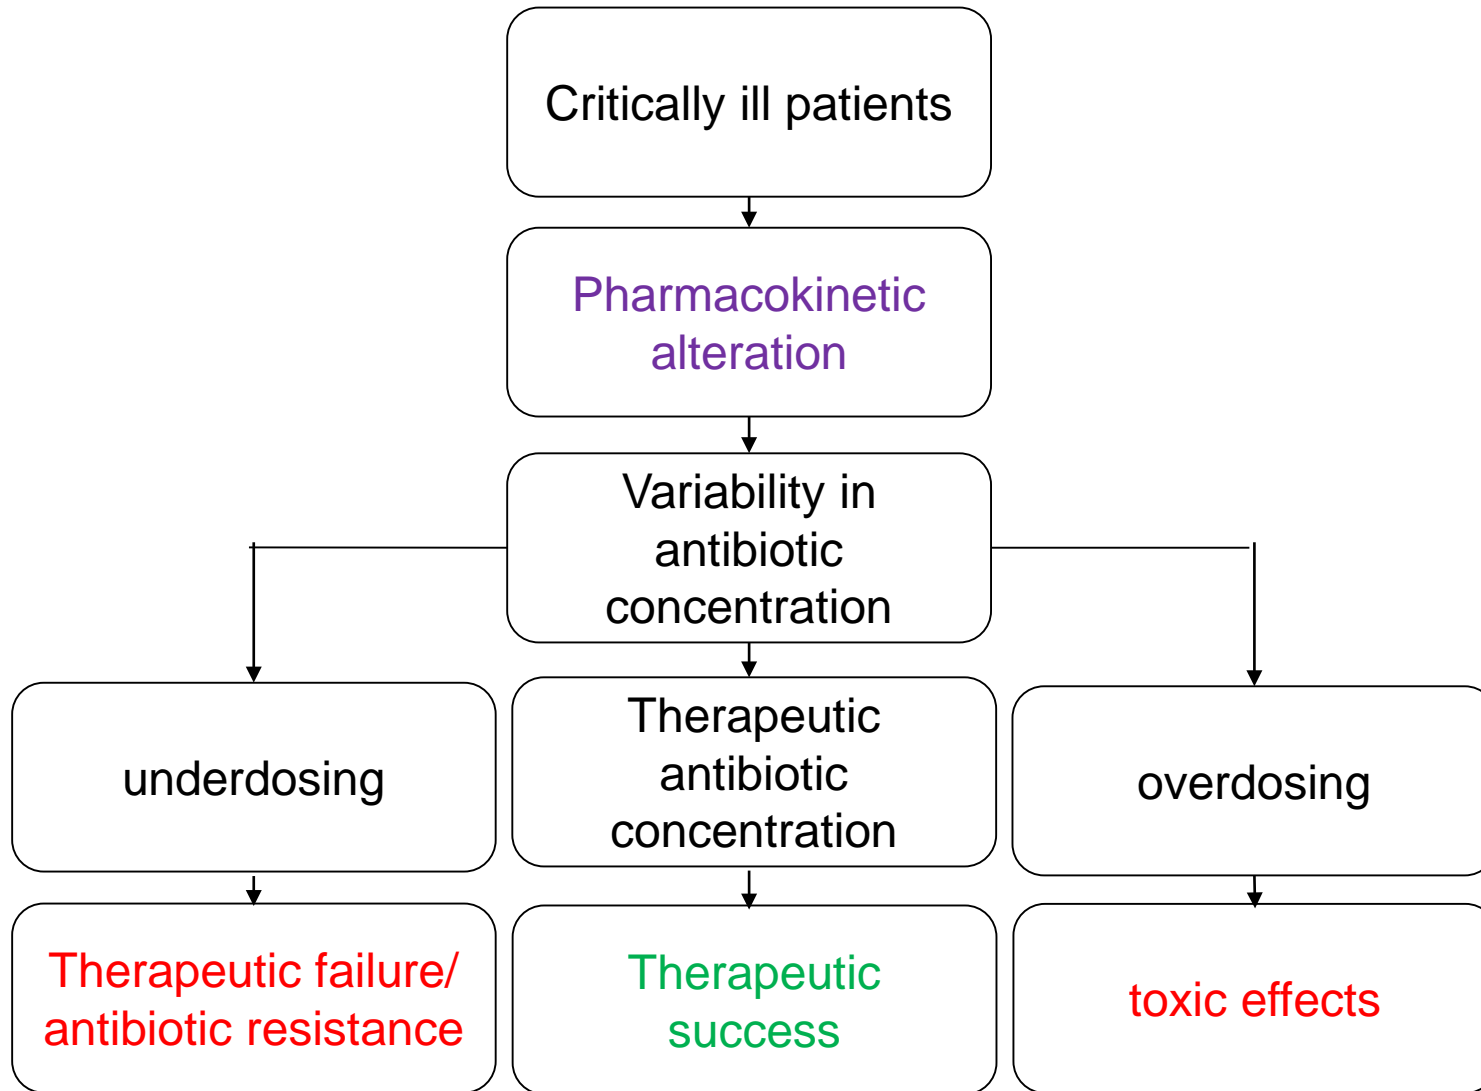 Critically ill patients
Pharmacokinetic
alteration
Variability in
antibiotic
concentration
underdosing
Therapeutic
antibiotic
concentration
overdosing
Therapeutic failure/
antibiotic resistance
Therapeutic
success
toxic effects